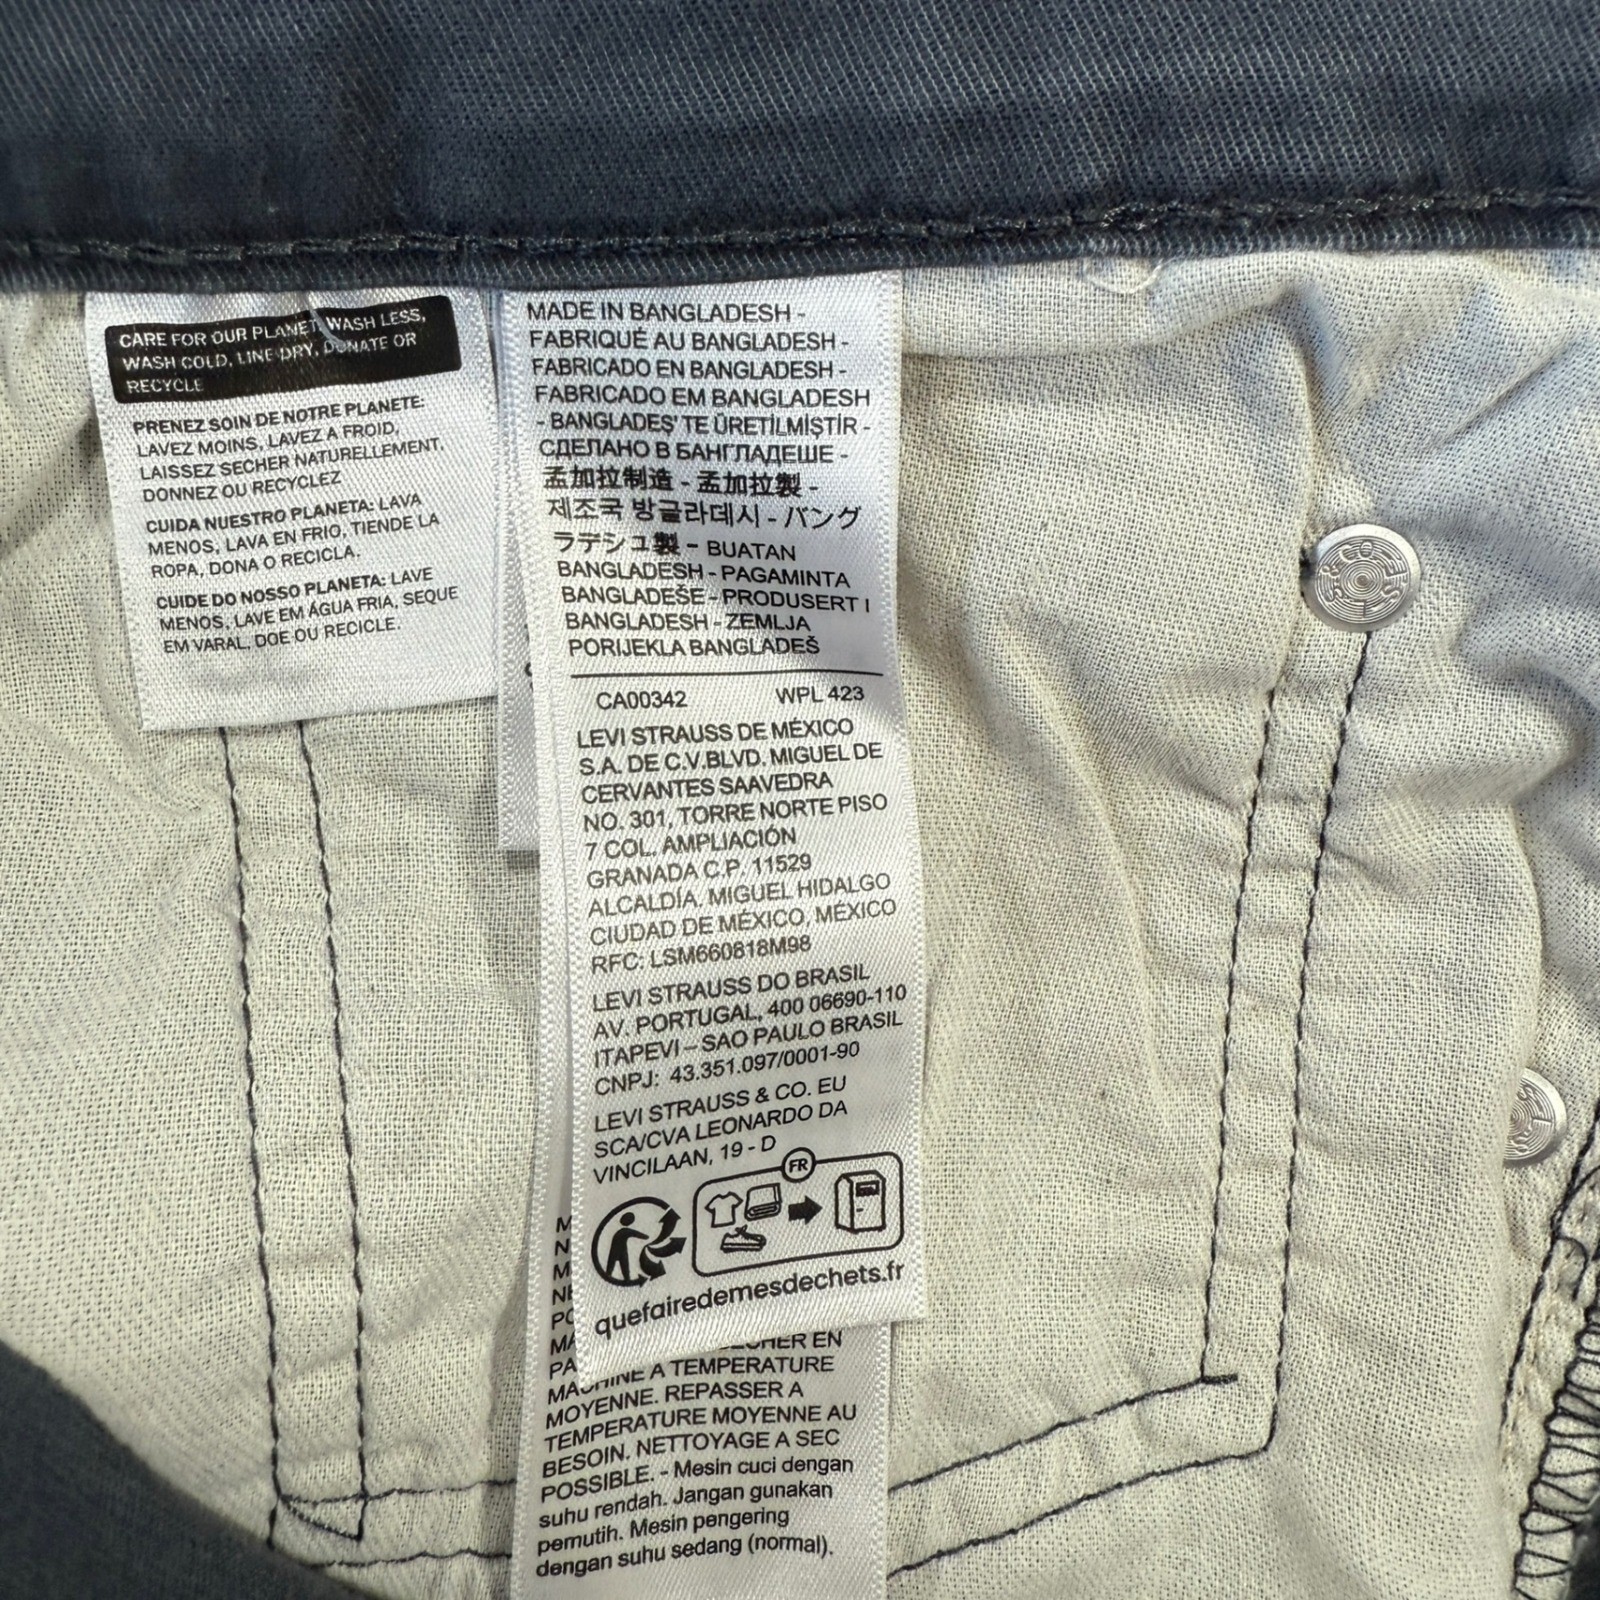 CARE FOR OUR PLANET: WASH LESS,
WASH COLD, LINE DRY, DONATE OR
RECYCLE
PRENEZ SOIN DE NOTRE PLANETE:
LAVEZ MOINS, LAVEZ A FROID,
LAISSEZ SECHER NATURELLEMENT,
DONNEZ OU RECYCLEZ
CUIDA NUESTRO PLANETA: LAVA
MENOS, LAVA EN FRIO, TIENDE LA
ROPA, DONA O RECICLA.
CUIDE DO NOSSO PLANETA: LAVE
MENOS, LAVE EM ÁGUA FRIA, SEQUE
EM VARAL, DOE OU RECICLE.
MADE IN BANGLADESH -
FABRIQUÉ AU BANGLADESH -
FABRICADO EN BANGLADESH -
FABRICADO EM BANGLADESH
- BANGLADEŞ'TE ÜRETİLMİŞTİR -
СДЕЛАНО В БАНГЛАДЕШЕ -
孟加拉制造 - 孟加拉製 -
제조국 방글라데시 - バング
ラデシュ製 - BUATAN
BANGLADESH - PAGAMINTA
BANGLADEŠE - PRODUSERT I
BANGLADESH - ZEMLJA
PORIJEKLA BANGLADEŠ
CA00342 WPL 423
LEVI STRAUSS DE MÉXICO
S.A. DE C.V.BLVD. MIGUEL DE
CERVANTES SAAVEDRA
NO. 301, TORRE NORTE PISO
7 COL. AMPLIACIÓN
GRANADA C.P. 11529
ALCALDÍA. MIGUEL HIDALGO
CIUDAD DE MÉXICO, MÉXICO
RFC: LSM660818M98
LEVI STRAUSS DO BRASIL
AV. PORTUGAL, 400 06690-110
ITAPEVI – SAO PAULO BRASIL
CNPJ: 43.351.097/0001-90
LEVI STRAUSS & CO. EU
SCA/CVA LEONARDO DA
VINCILAAN, 19 - D
FR
quefairedemesdechets.fr
EN
MACHINE A TEMPERATURE
MOYENNE. REPASSER A
TEMPERATURE MOYENNE AU
BESOIN. NETTOYAGE A SEC
POSSIBLE. - Mesin cuci dengan
suhu rendah. Jangan gunakan
pemutih. Mesin pengering
dengan suhu sedang (normal).
LEVI STRAUSS & CO